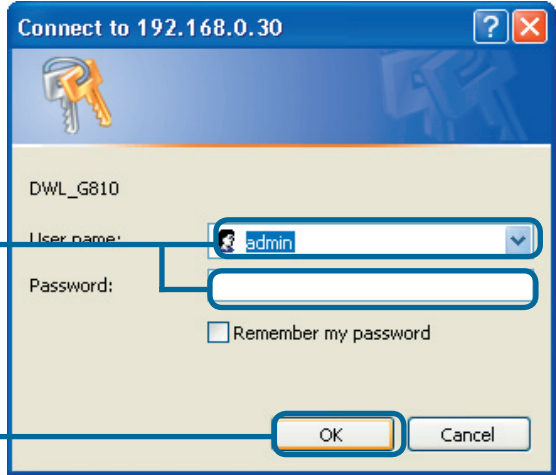 Connect to 192.168.0.30
?
DWL_G810
User name:
admin
Password:
Remember my password
OK
Cancel